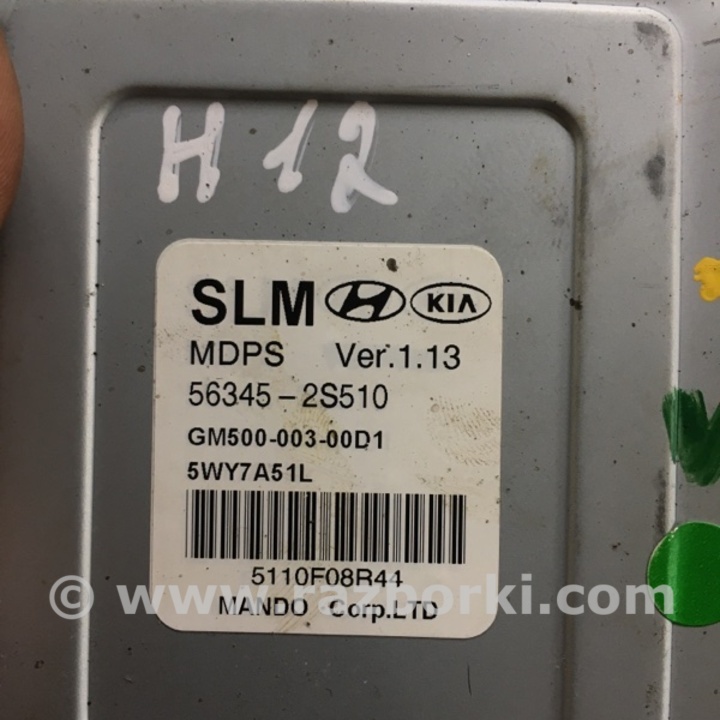 H12
SLM HYUNDAI KIA
MDPS Ver.1.13
56345-2S510
GM500-003-00D1
5WY7A51L
5110F08R44
© www.razborki.com
MANDO Corp.LTD